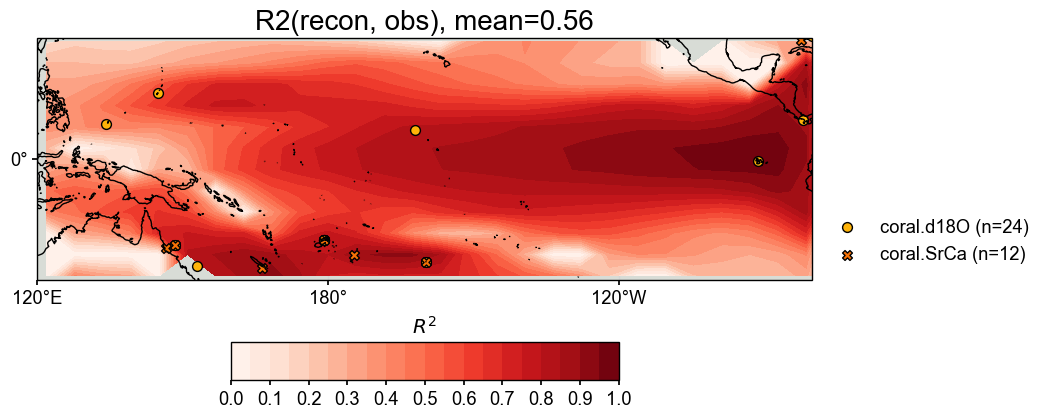 R2(recon, obs), mean=0.56
0°
120°E 180° 120°W
coral.d18O (n=24)
coral.SrCa (n=12)
R²
0.0 0.1 0.2 0.3 0.4 0.5 0.6 0.7 0.8 0.9 1.0